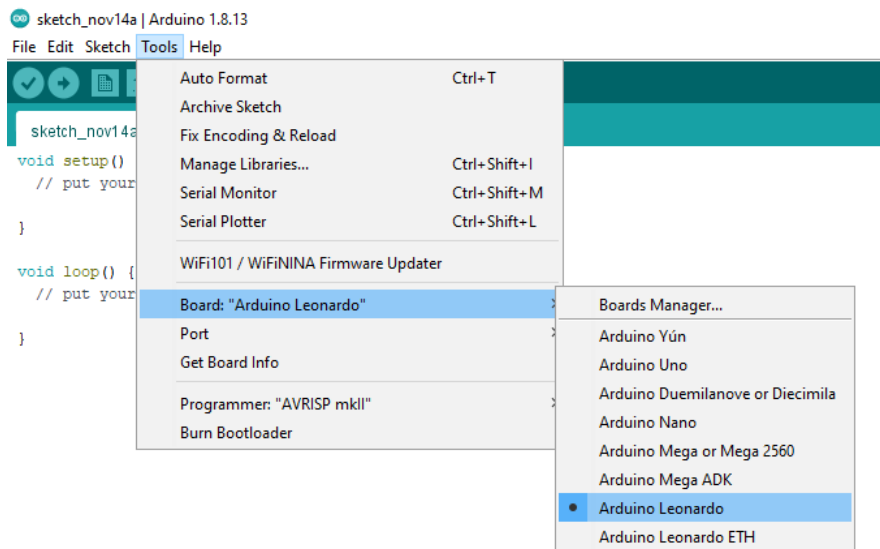 sketch_nov14a | Arduino 1.8.13
File Edit Sketch Tools Help
Auto Format Ctrl+T
Archive Sketch
Fix Encoding & Reload
Manage Libraries... Ctrl+Shift+I
Serial Monitor Ctrl+Shift+M
Serial Plotter Ctrl+Shift+L
WiFi101 / WiFiNINA Firmware Updater
Board: "Arduino Leonardo"
Port
Get Board Info
Programmer: "AVRISP mkII"
Burn Bootloader
Boards Manager...
Arduino Yún
Arduino Uno
Arduino Duemilanove or Diecimila
Arduino Nano
Arduino Mega or Mega 2560
Arduino Mega ADK
Arduino Leonardo
Arduino Leonardo ETH
sketch_nov14a
void setup()
// put your
}
void loop() {
// put your
}